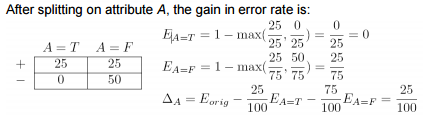 After splitting on attribute A, the gain in error rate is:
A = T A = F
+ 25 25
− 0 50
E_{A=T} = 1 − max(25/25, 0/25) = 0/25 = 0
E_{A=F} = 1 − max(25/75, 50/75) = 25/75
Δ_A = E_{orig} − 25/100 E_{A=T} − 75/100 E_{A=F} = 25/100